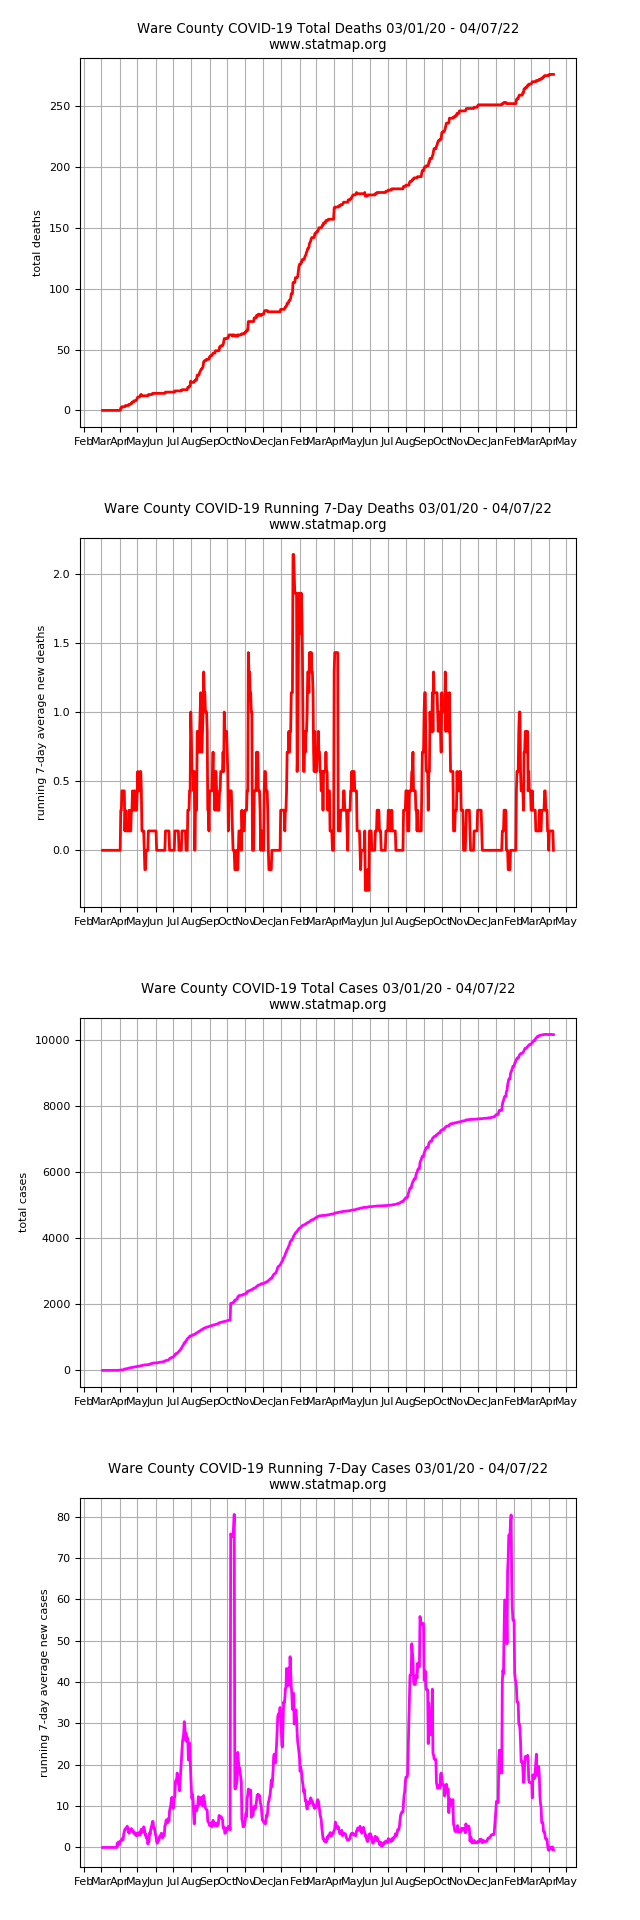 Ware County COVID-19 Total Deaths 03/01/20 - 04/07/22
www.statmap.org
250
200
150
100
50
0
total deaths
Feb Mar Apr May Jun Jul Aug Sep Oct Nov Dec Jan Feb Mar Apr May Jun Jul Aug Sep Oct Nov Dec Jan Feb Mar Apr May
Ware County COVID-19 Running 7-Day Deaths 03/01/20 - 04/07/22
www.statmap.org
2.0
1.5
1.0
0.5
0.0
running 7-day average new deaths
Feb Mar Apr May Jun Jul Aug Sep Oct Nov Dec Jan Feb Mar Apr May Jun Jul Aug Sep Oct Nov Dec Jan Feb Mar Apr May
Ware County COVID-19 Total Cases 03/01/20 - 04/07/22
www.statmap.org
10000
8000
6000
4000
2000
0
total cases
Feb Mar Apr May Jun Jul Aug Sep Oct Nov Dec Jan Feb Mar Apr May Jun Jul Aug Sep Oct Nov Dec Jan Feb Mar Apr May
Ware County COVID-19 Running 7-Day Cases 03/01/20 - 04/07/22
www.statmap.org
80
70
60
50
40
30
20
10
0
running 7-day average new cases
Feb Mar Apr May Jun Jul Aug Sep Oct Nov Dec Jan Feb Mar Apr May Jun Jul Aug Sep Oct Nov Dec Jan Feb Mar Apr May